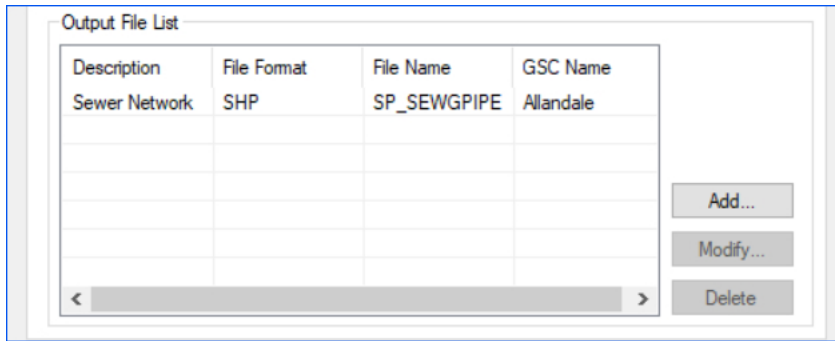 Output File List
Description File Format File Name GSC Name
Sewer Network SHP SP_SEWGPIPE Allandale
Add...
Modify...
Delete